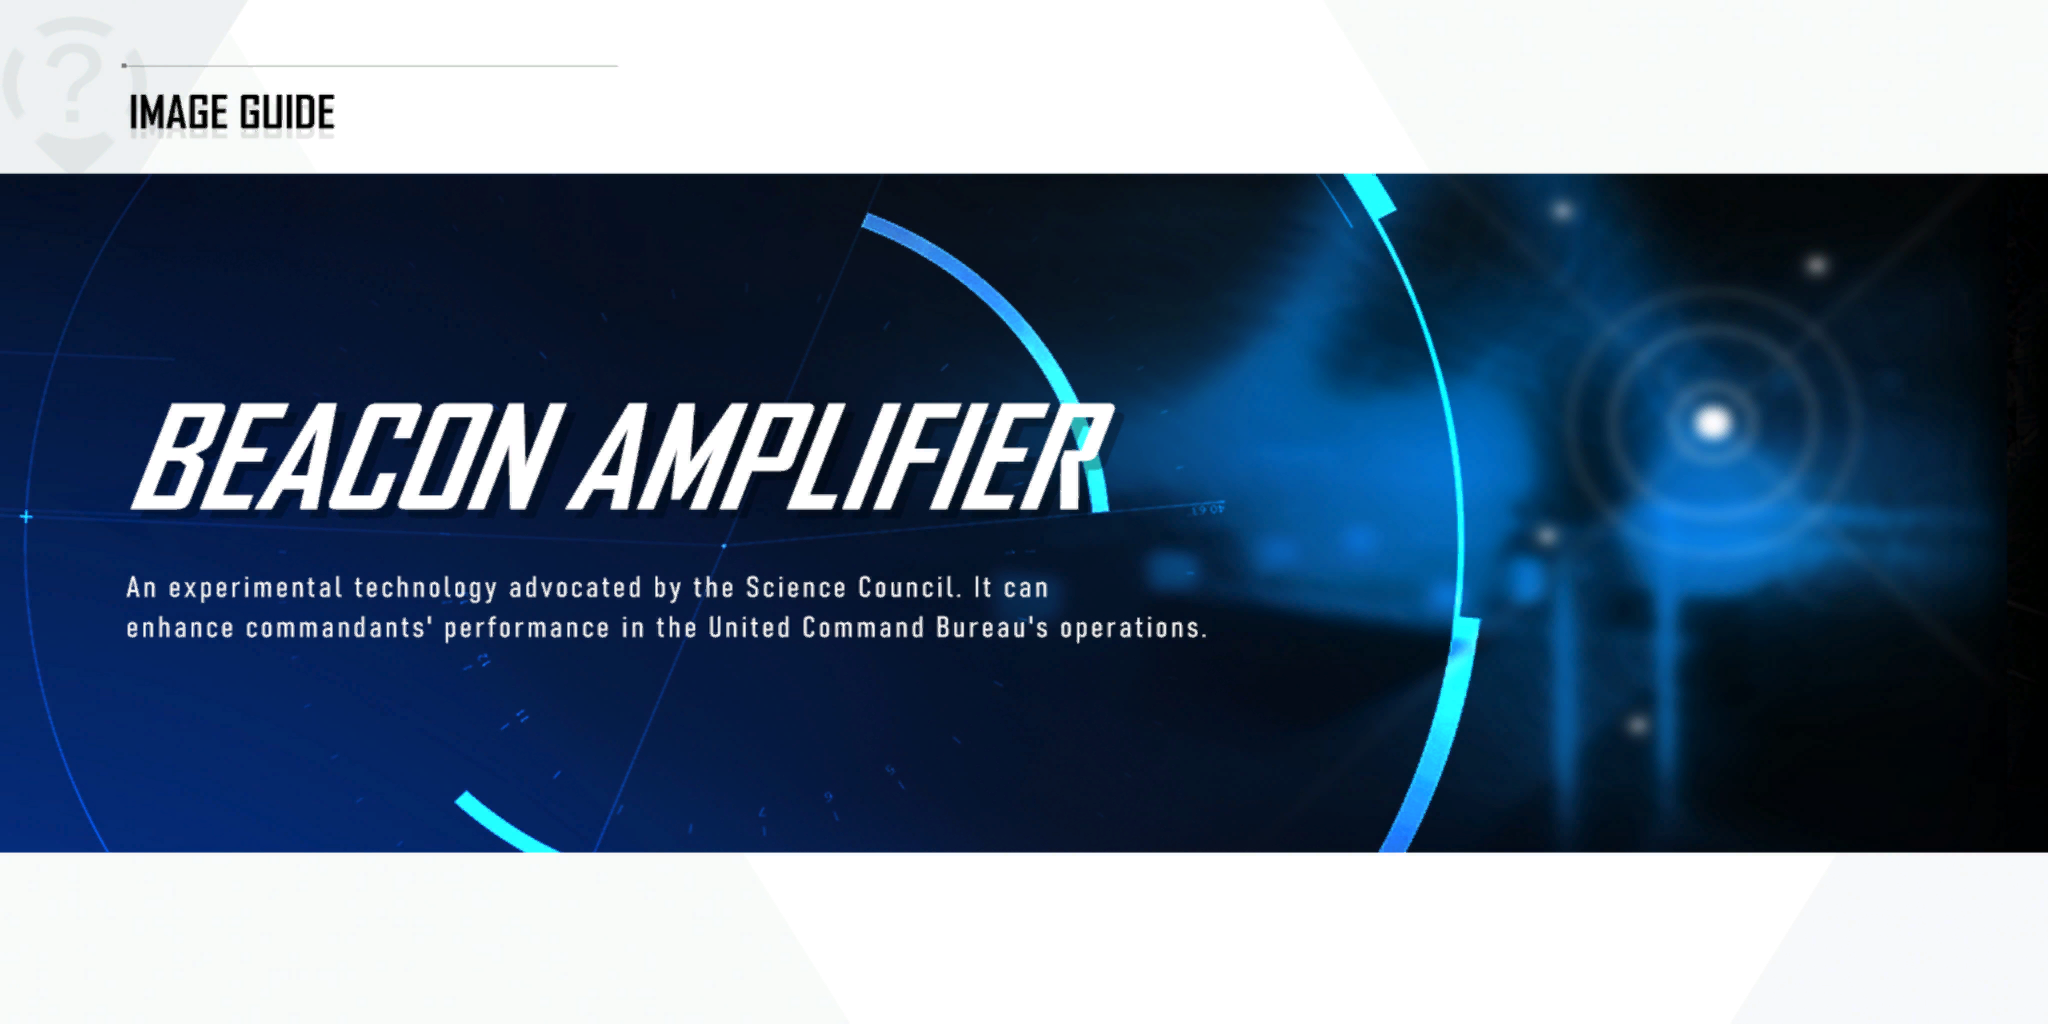 IMAGE GUIDE
BEACON AMPLIFIER
An experimental technology advocated by the Science Council. It can
enhance commandants' performance in the United Command Bureau's operations.